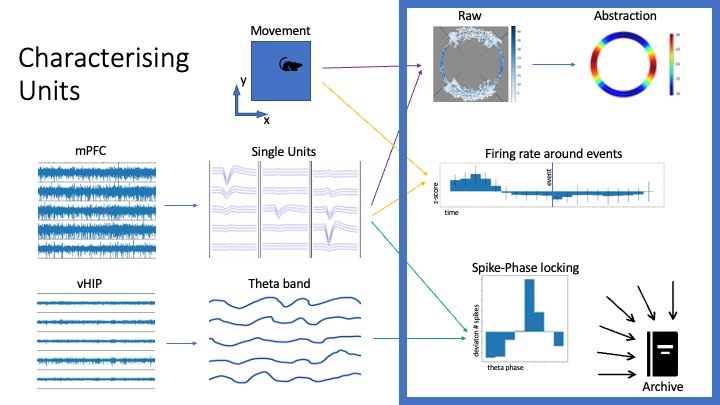 Characterising
Units
Movement
y
x
Raw
Abstraction
mPFC
Single Units
Firing rate around events
z-score
event
time
vHIP
Theta band
Spike-Phase locking
deviaton # spikes
theta phase
Archive